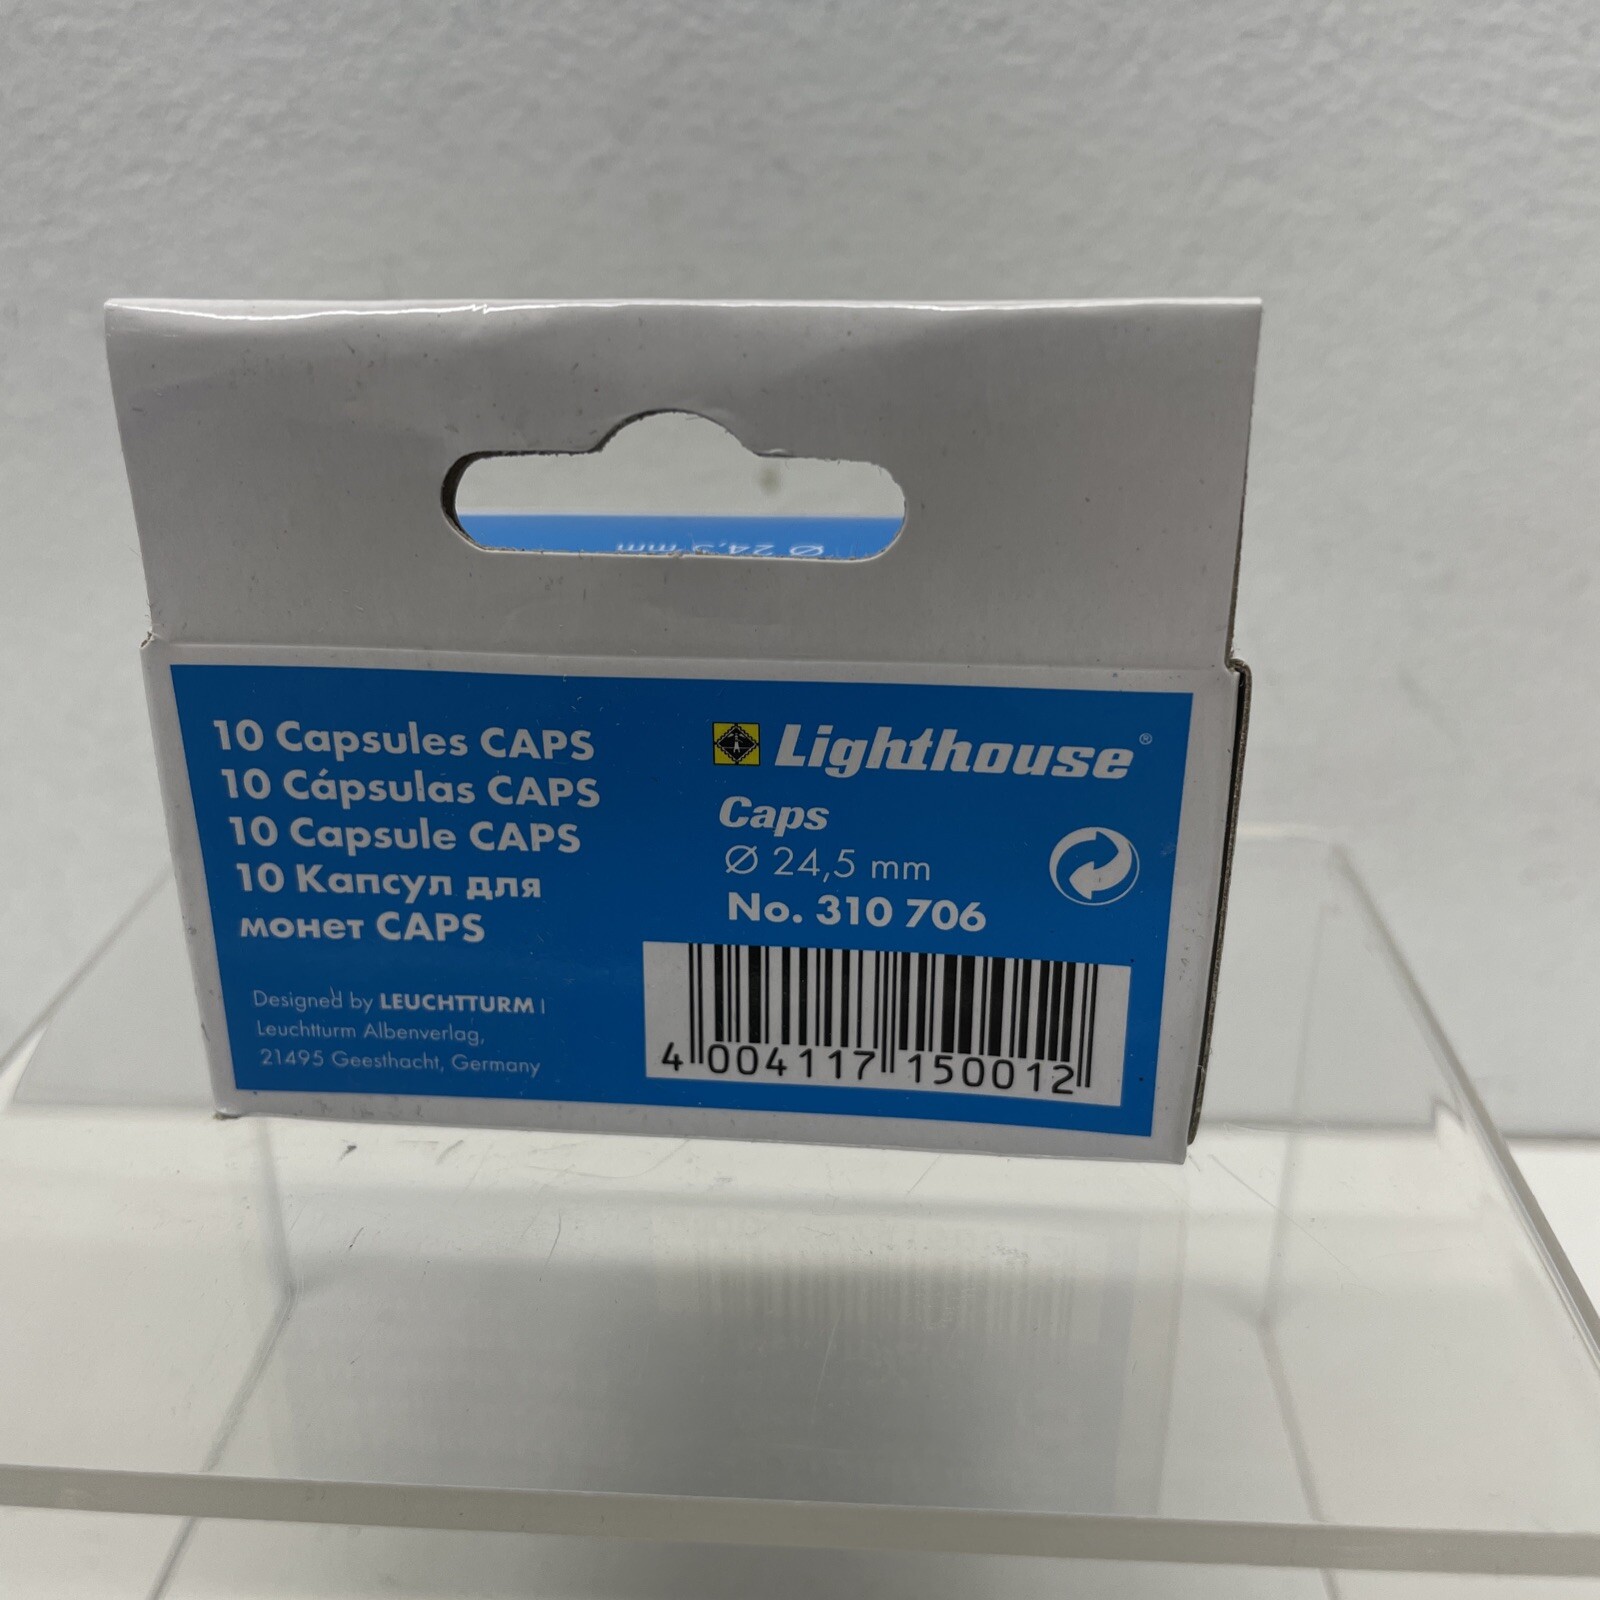 Ø 24,5 mm
10 Capsules CAPS
10 Cápsulas CAPS
10 Capsule CAPS
10 Капсул для
монет CAPS
Designed by LEUCHTTURM
Leuchtturm Albenverlag,
21495 Geesthacht, Germany
Lighthouse®
Caps
Ø 24,5 mm
No. 310 706
4 004117 150012